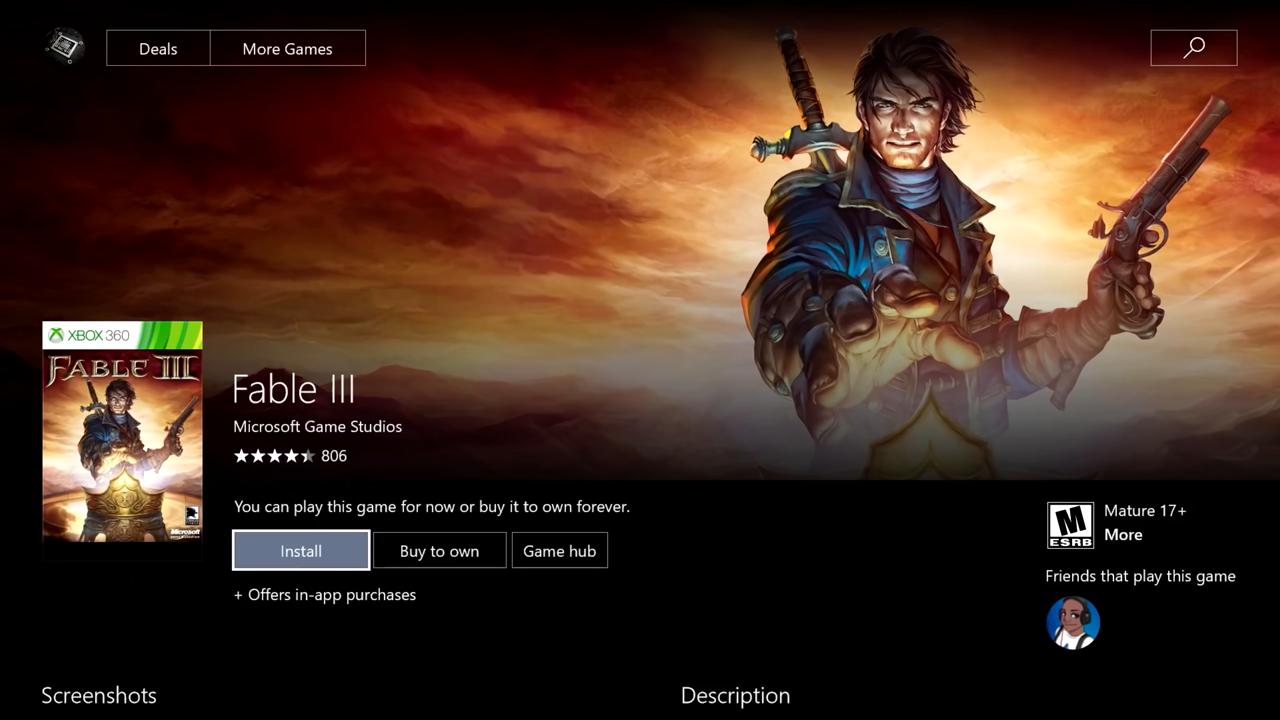 Deals
More Games
XBOX 360
FABLE III
Fable III
Microsoft Game Studios
806
You can play this game for now or buy it to own forever.
Install
Buy to own
Game hub
+ Offers in-app purchases
M
ESRB
Mature 17+
More
Friends that play this game
Microsoft
Screenshots
Description